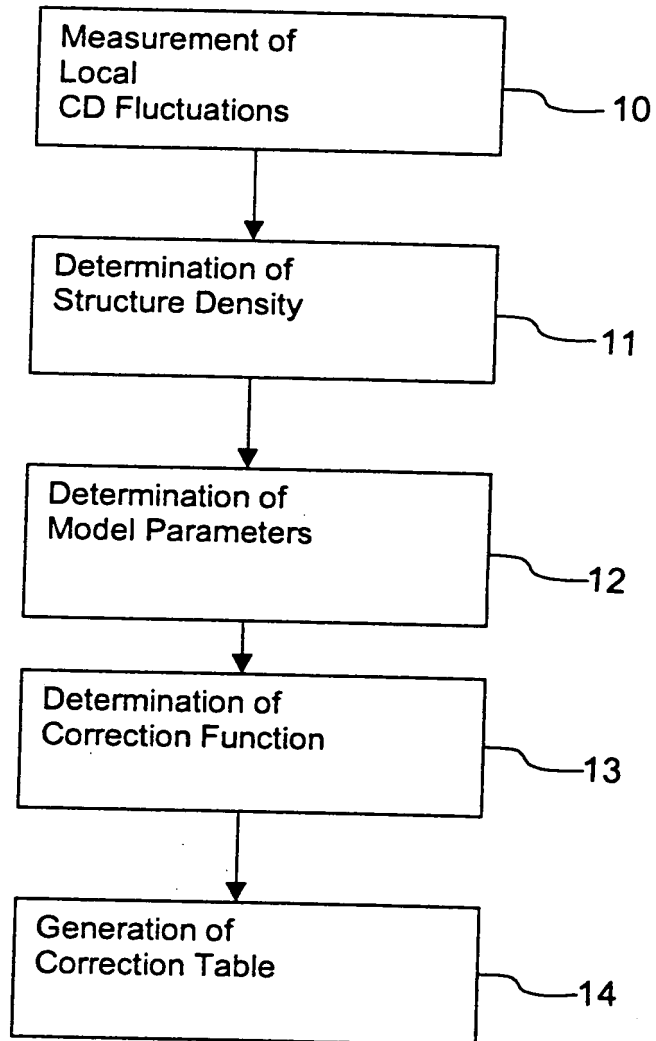 Measurement of
Local
CD Fluctuations
10
Determination of
Structure Density
11
Determination of
Model Parameters
12
Determination of
Correction Function
13
Generation of
Correction Table
14